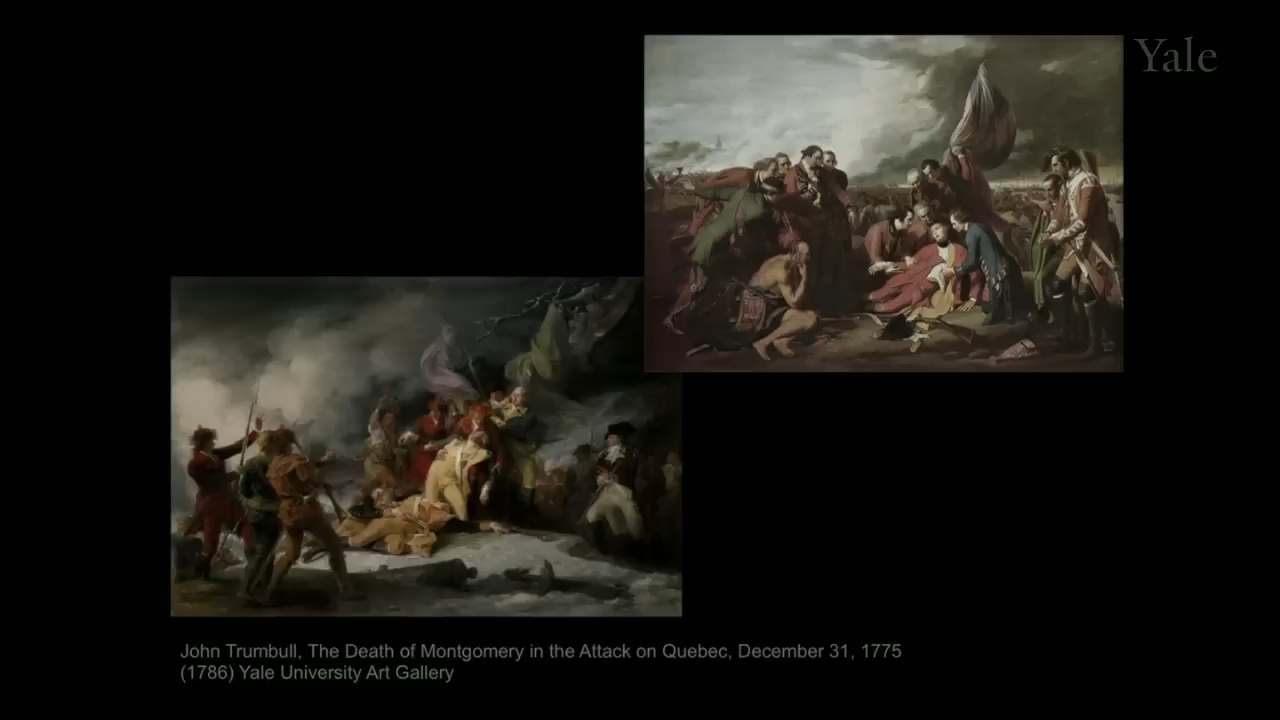 Yale
John Trumbull, The Death of Montgomery in the Attack on Quebec, December 31, 1775
(1786) Yale University Art Gallery